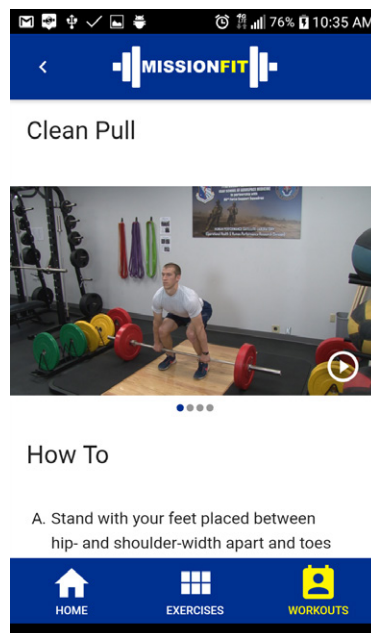 76% 10:35 AM
MISSIONFIT
Clean Pull
How To
A. Stand with your feet placed between
hip- and shoulder-width apart and toes
HOME
EXERCISES
WORKOUTS